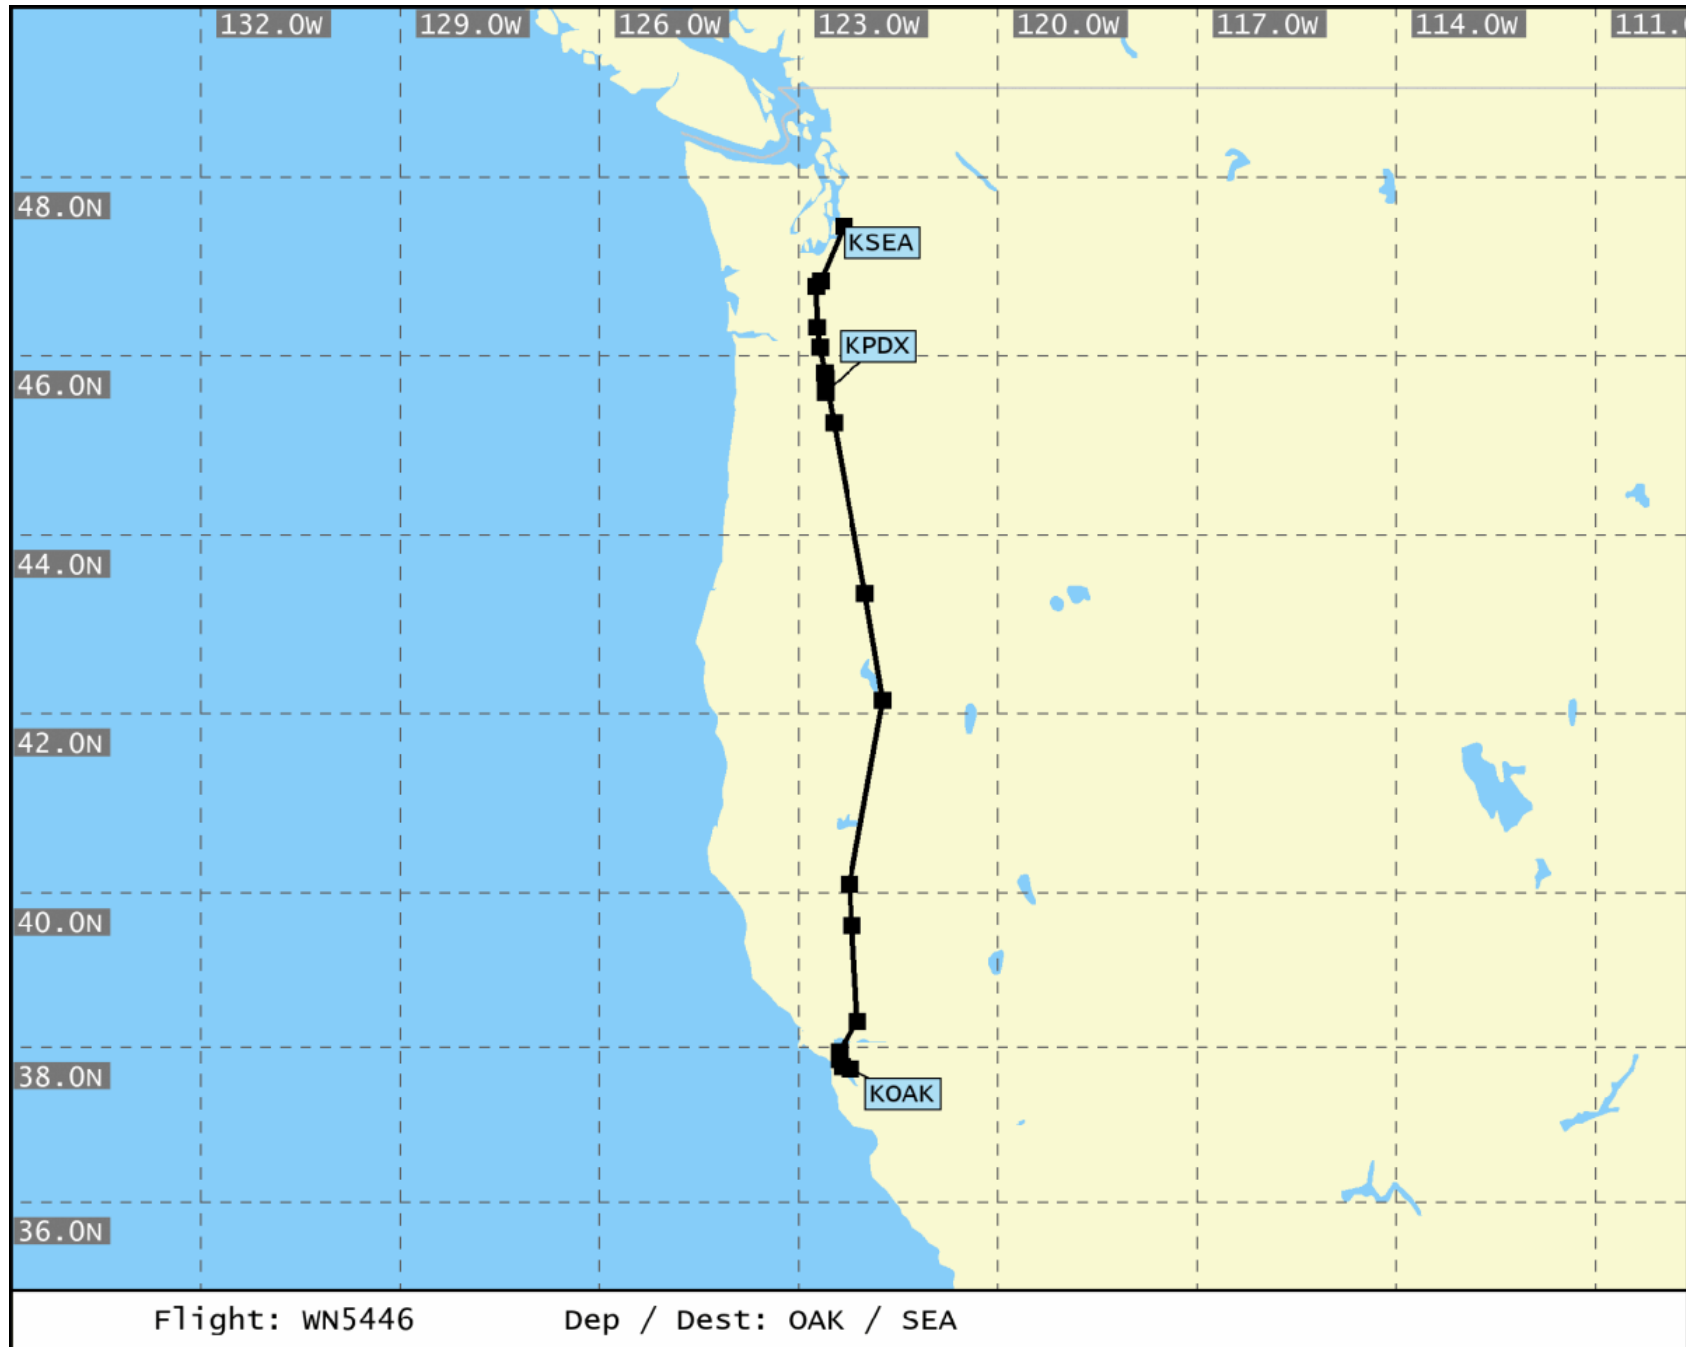 132.0W 129.0W 126.0W 123.0W 120.0W 117.0W 114.0W 111.
48.0N
KSEA
KPDX
46.0N
44.0N
42.0N
40.0N
38.0N
KOAK
36.0N
Flight: WN5446 Dep / Dest: OAK / SEA